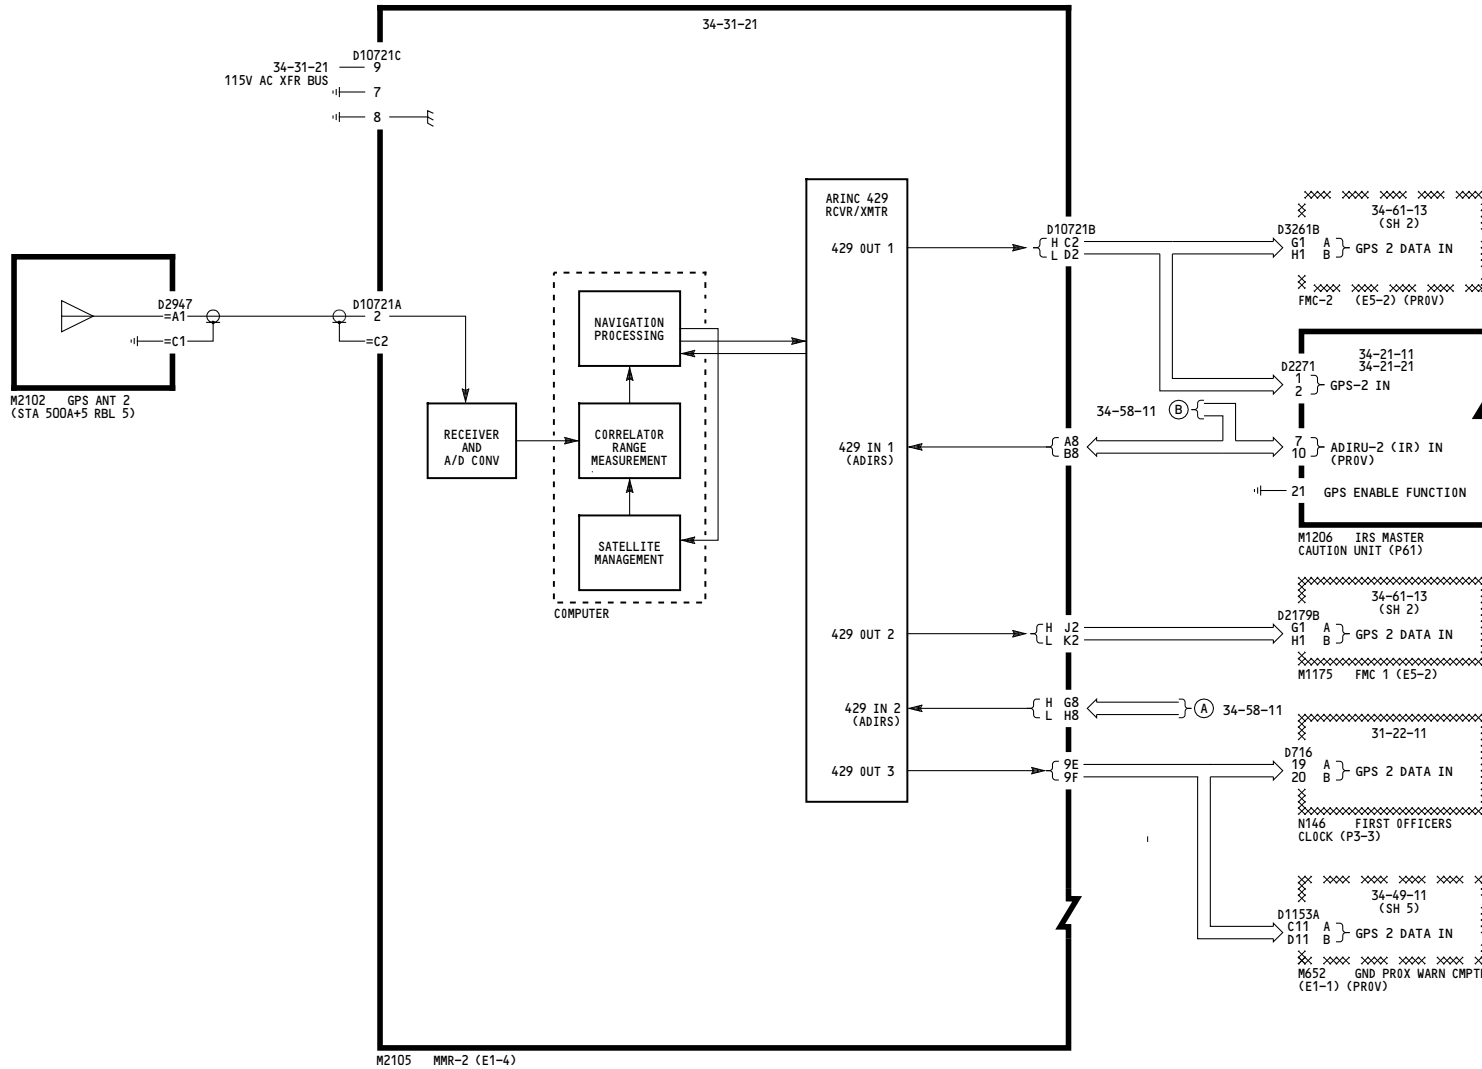 34-31-21
D10721C
34-31-21
115V AC XFR BUS
9
7
8
ARINC 429
RCVR/XMTR
429 OUT 1
D10721B
H C2
L D2
34-61-13
(SH 2)
D3261B
G1 A
H1 B
GPS 2 DATA IN
FMC-2 (E5-2) (PROV)
D2947
=A1
=C1
M2102 GPS ANT 2
(STA 500A+5 RBL 5)
D10721A
2
=C2
NAVIGATION
PROCESSING
RECEIVER
AND
A/D CONV
CORRELATOR
RANGE
MEASUREMENT
SATELLITE
MANAGEMENT
COMPUTER
34-21-11
34-21-21
D2271
1
2
GPS-2 IN
34-58-11 B
429 IN 1
(ADIRS)
A8
B8
7
10
ADIRU-2 (IR) IN
(PROV)
21 GPS ENABLE FUNCTION
M1206 IRS MASTER
CAUTION UNIT (P61)
34-61-13
(SH 2)
D2179B
429 OUT 2
H J2
L K2
G1 A
H1 B
GPS 2 DATA IN
M1175 FMC 1 (E5-2)
429 IN 2
(ADIRS)
H G8
L H8
A 34-58-11
31-22-11
D716
429 OUT 3
9E
9F
19 A
20 B
GPS 2 DATA IN
N146 FIRST OFFICERS
CLOCK (P3-3)
34-49-11
(SH 5)
D1153A
C11 A
D11 B
GPS 2 DATA IN
M652 GND PROX WARN CMPT
(E1-1) (PROV)
M2105 MMR-2 (E1-4)